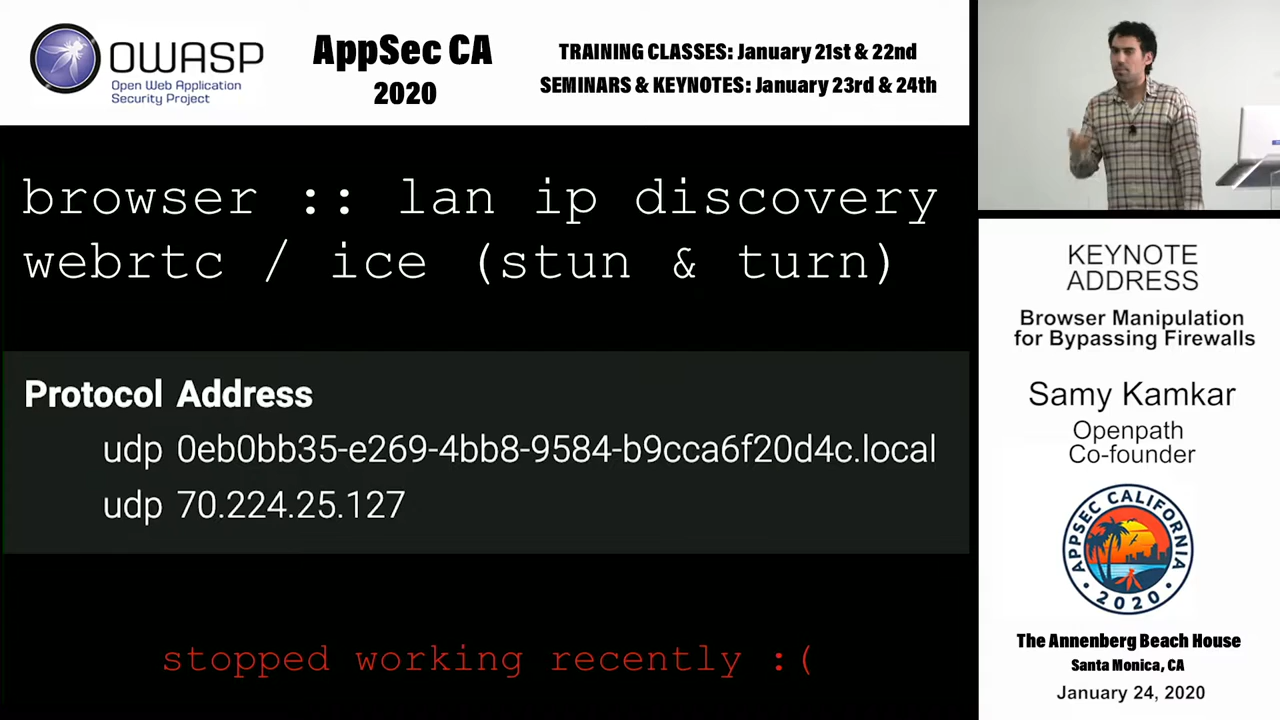 OWASP
Open Web Application
Security Project
AppSec CA
2020
TRAINING CLASSES: January 21st & 22nd
SEMINARS & KEYNOTES: January 23rd & 24th
browser :: lan ip discovery
webrtc / ice (stun & turn)
Protocol Address
udp 0eb0bb35-e269-4bb8-9584-b9cca6f20d4c.local
udp 70.224.25.127
stopped working recently :(
KEYNOTE
ADDRESS
Browser Manipulation
for Bypassing Firewalls
Samy Kamkar
Openpath
Co-founder
APPSEC CALIFORNIA
2020
The Annenberg Beach House
Santa Monica, CA
January 24, 2020